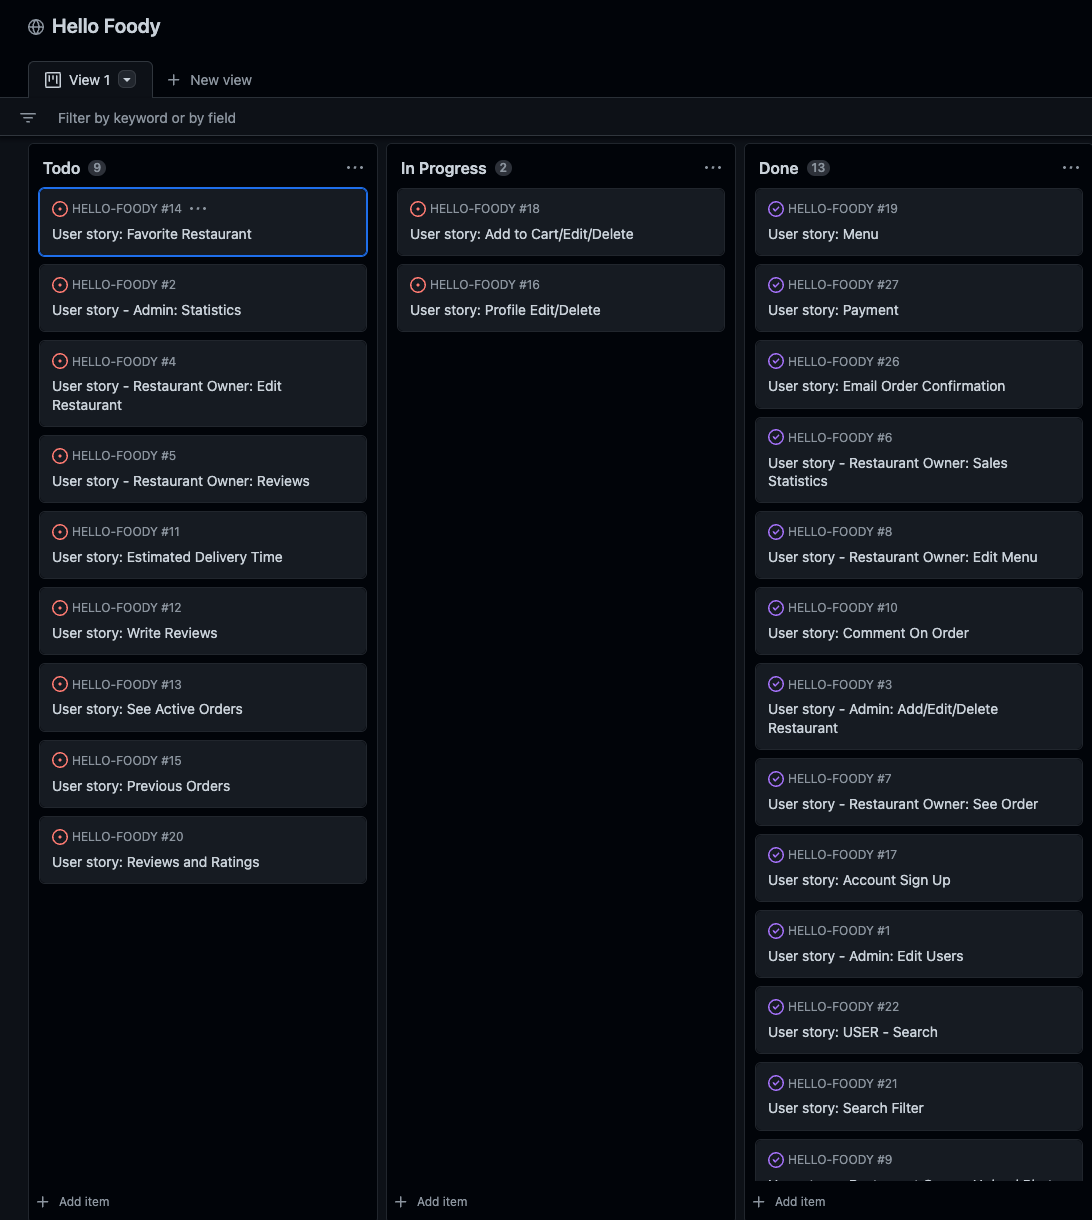 Hello Foody
View 1
New view
Filter by keyword or by field
Todo 9
HELLO-FOODY #14
User story: Favorite Restaurant
HELLO-FOODY #2
User story - Admin: Statistics
HELLO-FOODY #4
User story - Restaurant Owner: Edit
Restaurant
HELLO-FOODY #5
User story - Restaurant Owner: Reviews
HELLO-FOODY #11
User story: Estimated Delivery Time
HELLO-FOODY #12
User story: Write Reviews
HELLO-FOODY #13
User story: See Active Orders
HELLO-FOODY #15
User story: Previous Orders
HELLO-FOODY #20
User story: Reviews and Ratings
Add item
In Progress 2
HELLO-FOODY #18
User story: Add to Cart/Edit/Delete
HELLO-FOODY #16
User story: Profile Edit/Delete
Add item
Done 13
HELLO-FOODY #19
User story: Menu
HELLO-FOODY #27
User story: Payment
HELLO-FOODY #26
User story: Email Order Confirmation
HELLO-FOODY #6
User story - Restaurant Owner: Sales
Statistics
HELLO-FOODY #8
User story - Restaurant Owner: Edit Menu
HELLO-FOODY #10
User story: Comment On Order
HELLO-FOODY #3
User story - Admin: Add/Edit/Delete
Restaurant
HELLO-FOODY #7
User story - Restaurant Owner: See Order
HELLO-FOODY #17
User story: Account Sign Up
HELLO-FOODY #1
User story - Admin: Edit Users
HELLO-FOODY #22
User story: USER - Search
HELLO-FOODY #21
User story: Search Filter
HELLO-FOODY #9
Add item